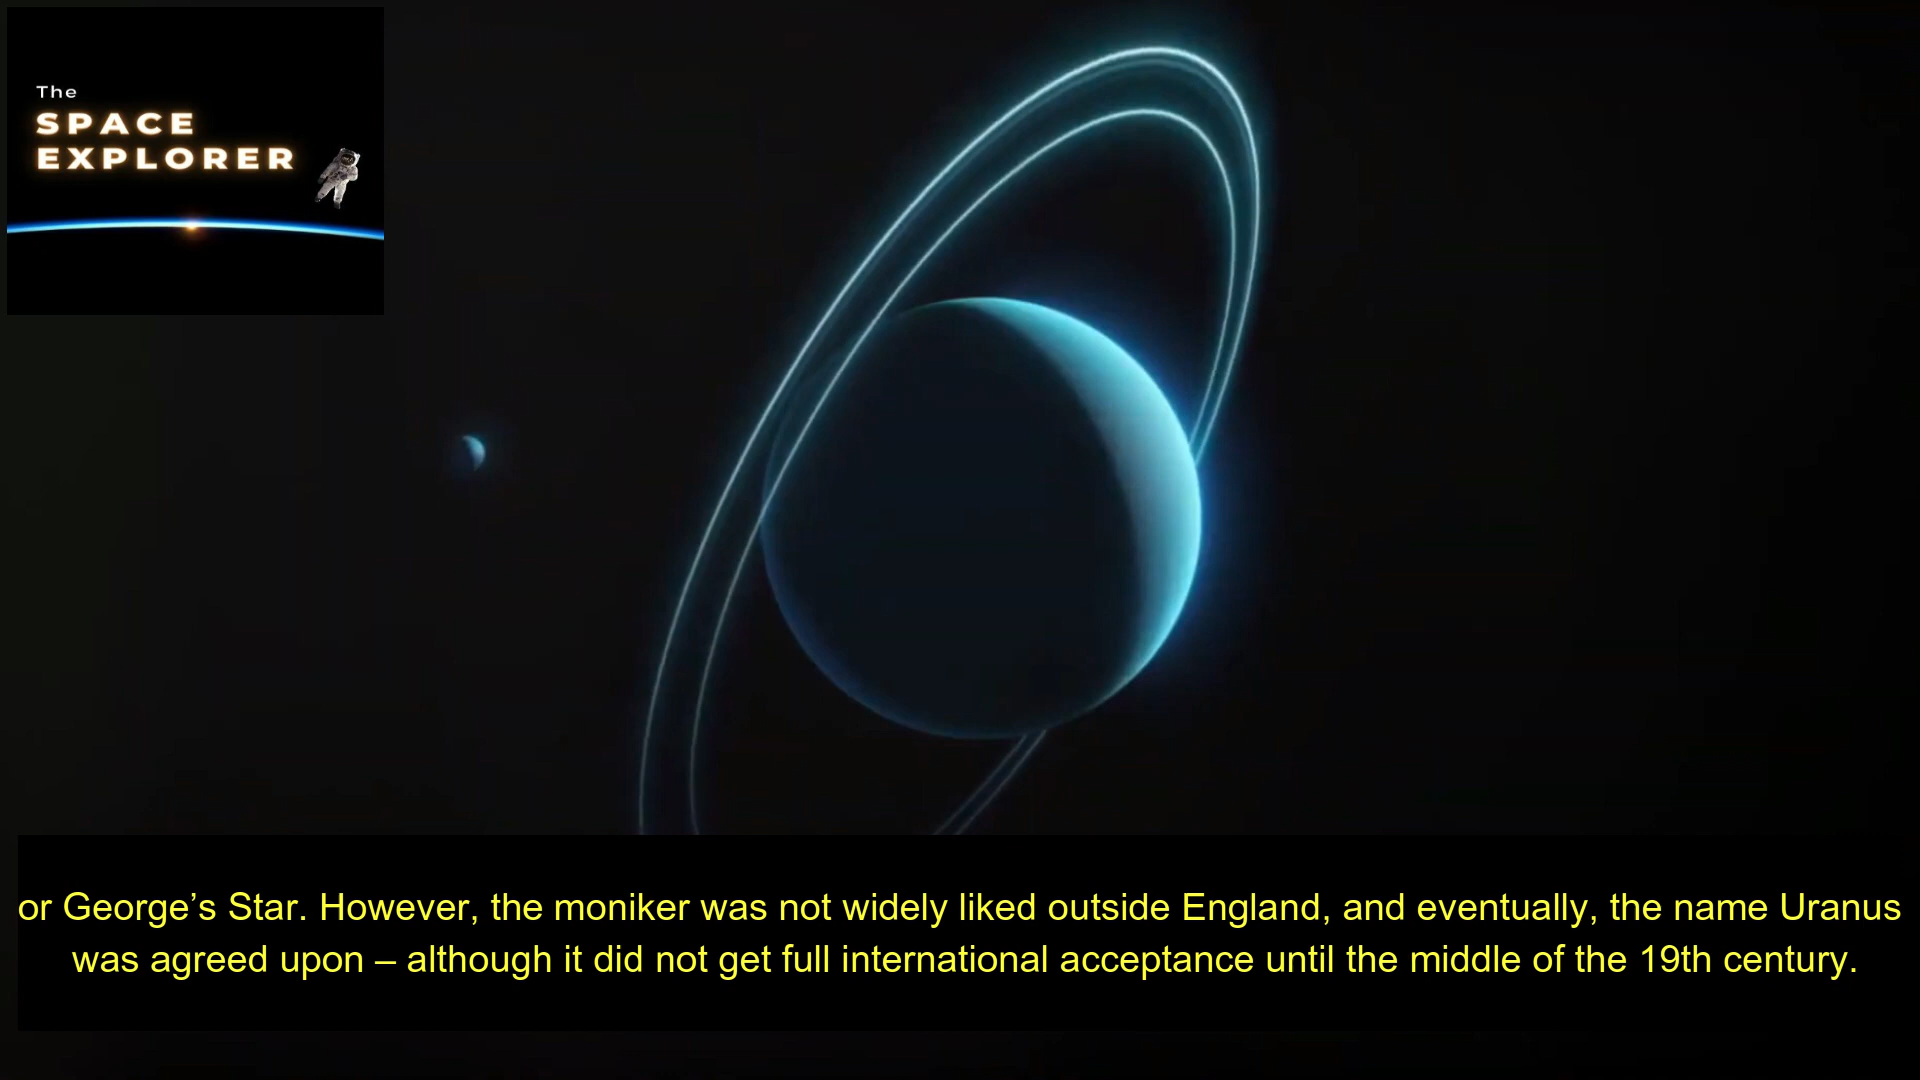 The
SPACE
EXPLORER
or George’s Star. However, the moniker was not widely liked outside England, and eventually, the name Uranus
was agreed upon – although it did not get full international acceptance until the middle of the 19th century.